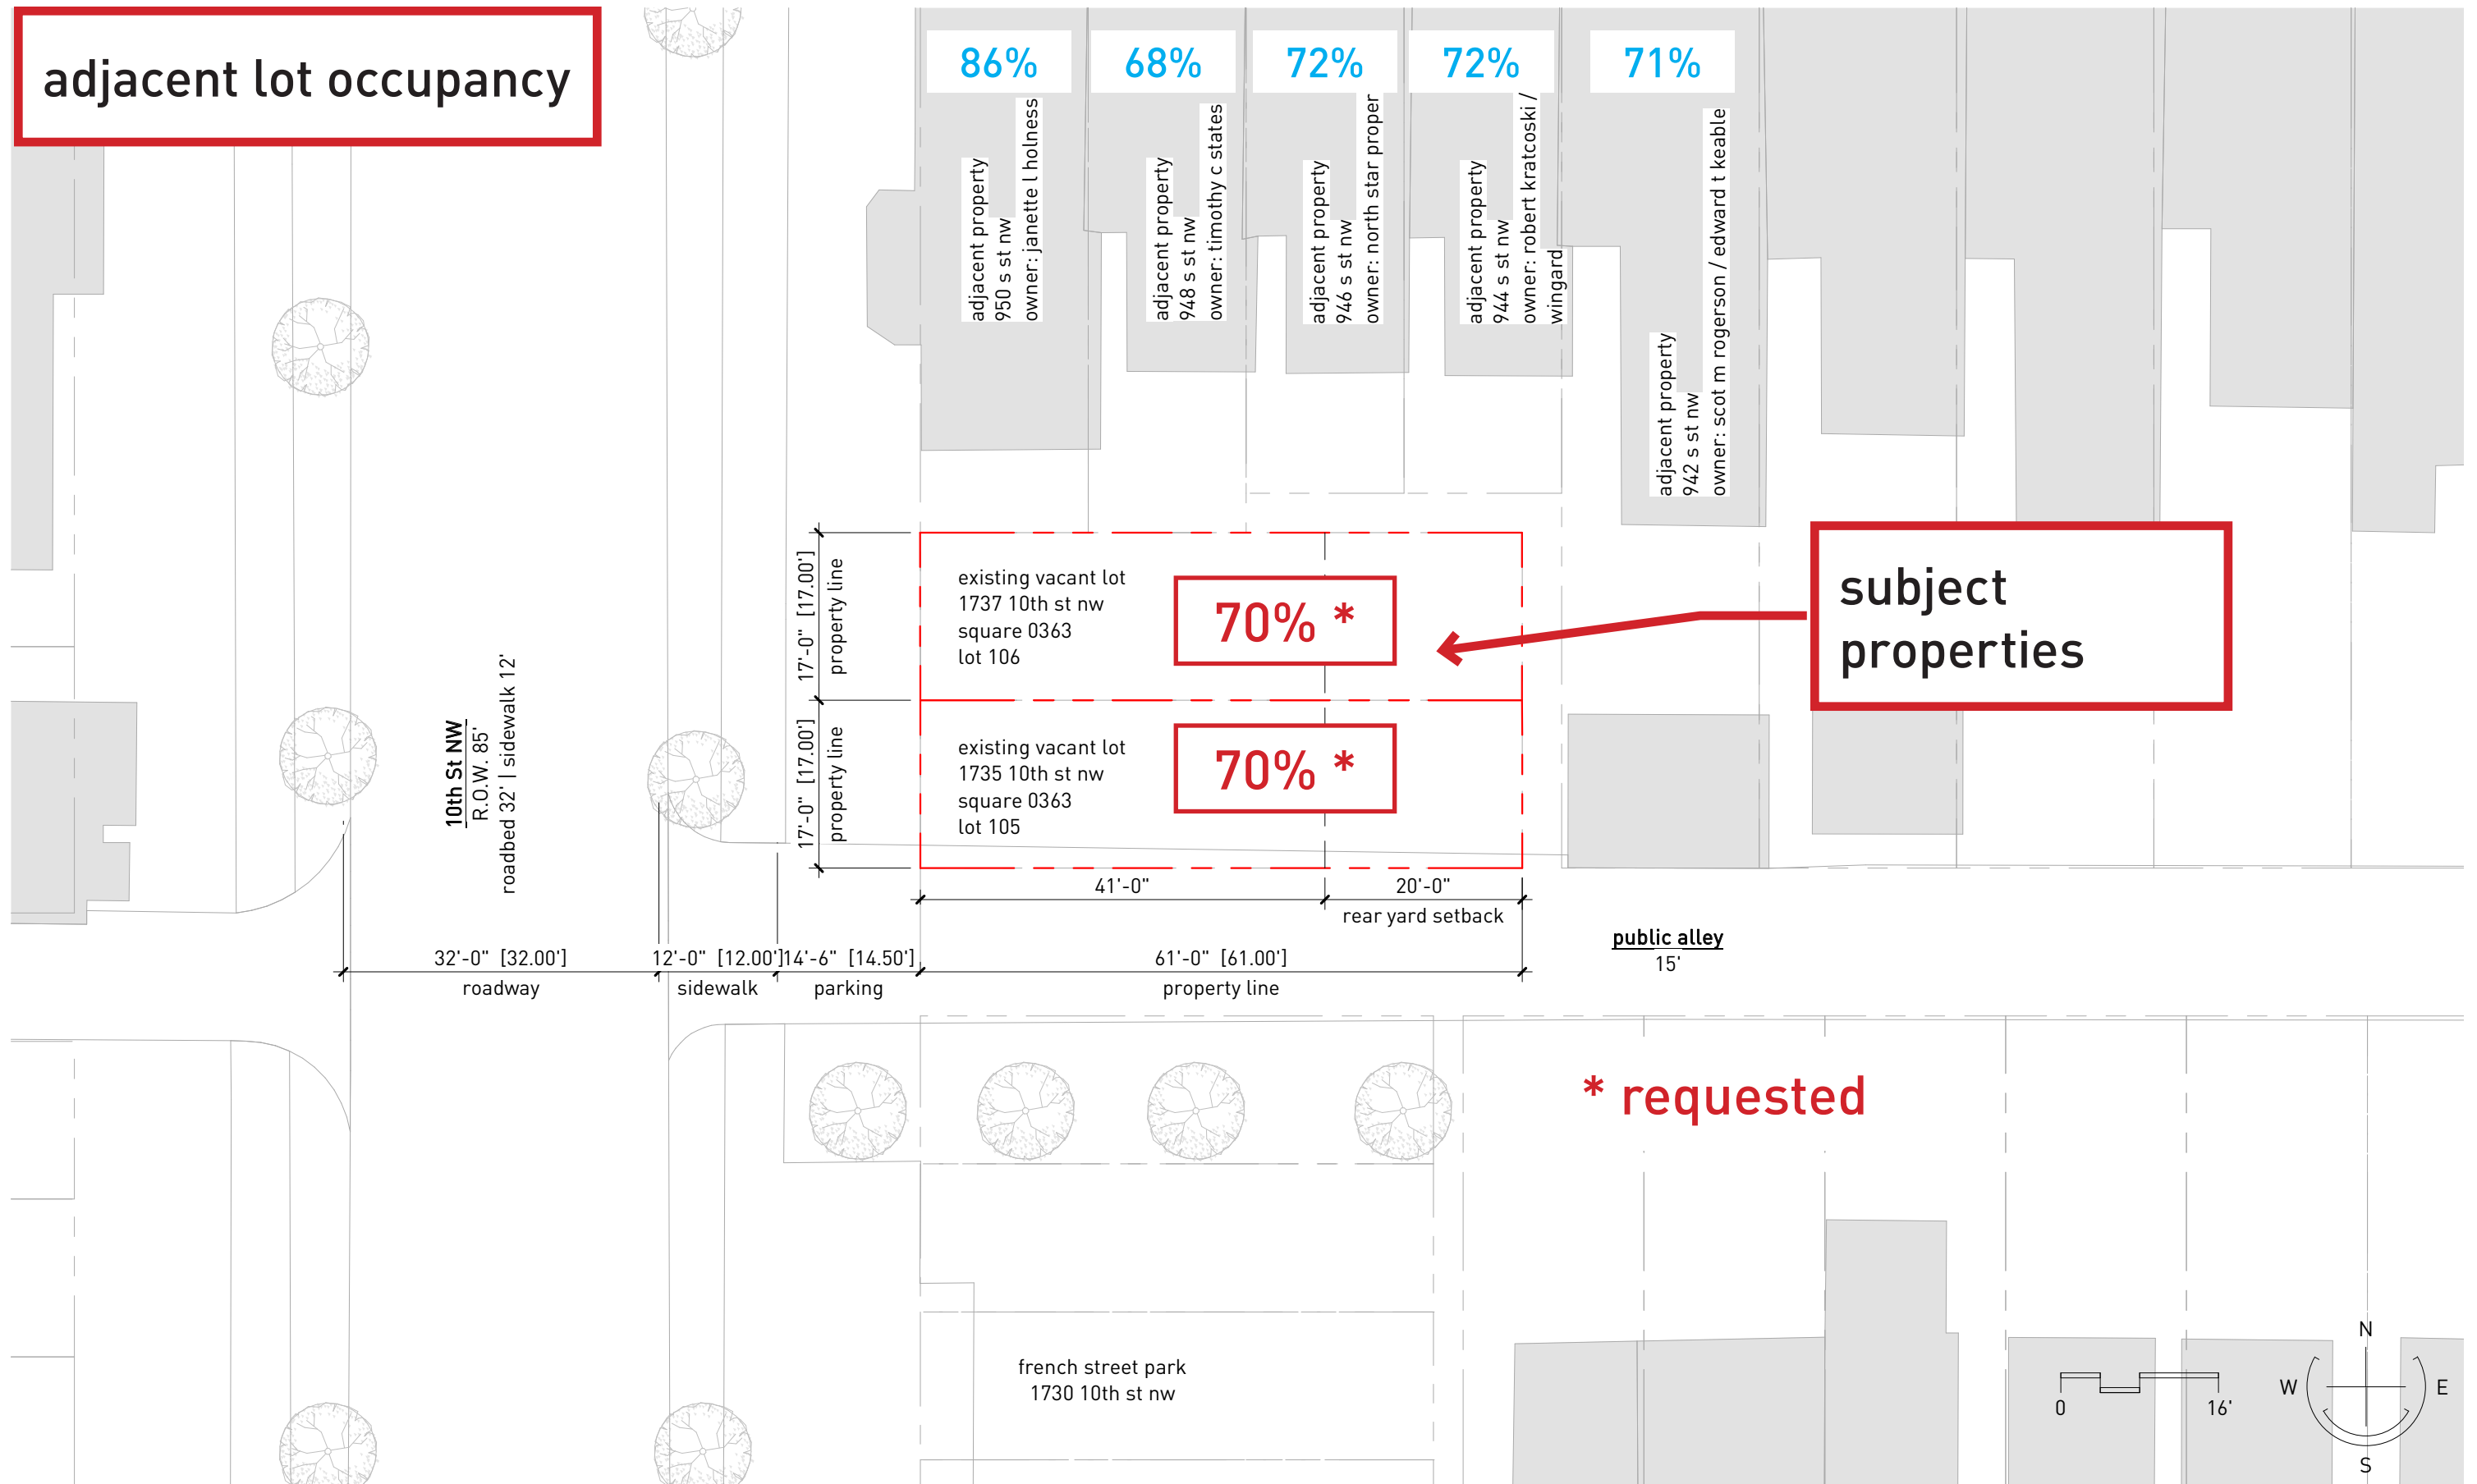 adjacent lot occupancy
86%
68%
72%
72%
71%
adjacent property
950 s st nw
owner: janette l holness
adjacent property
948 s st nw
owner: timothy c states
adjacent property
946 s st nw
owner: north star proper
adjacent property
944 s st nw
owner: robert kratcoski /
wingard
adjacent property
942 s st nw
owner: scot m rogerson / edward t keable
17'-0" [17.00']
property line
existing vacant lot
1737 10th st nw
square 0363
lot 106
70% *
subject
properties
10th St NW
R.O.W. 85'
roadbed 32' | sidewalk 12'
17'-0" [17.00']
property line
existing vacant lot
1735 10th st nw
square 0363
lot 105
70% *
41'-0"
20'-0"
rear yard setback
public alley
15'
32'-0" [32.00']
roadway
12'-0" [12.00']
sidewalk
14'-6" [14.50']
parking
61'-0" [61.00']
property line
* requested
french street park
1730 10th st nw
0
16'
N
W
E
S